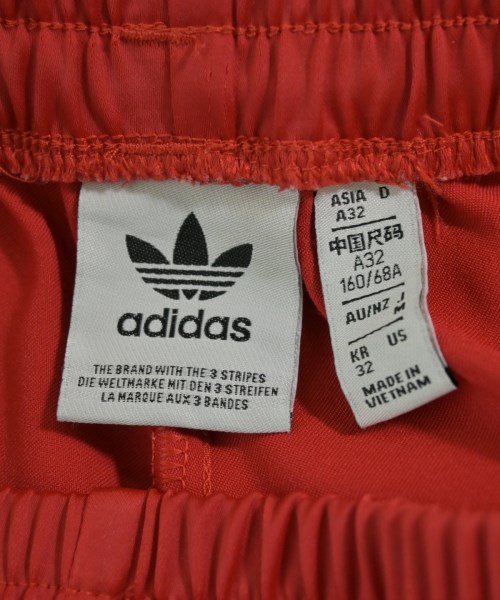 adidas
THE BRAND WITH THE 3 STRIPES
DIE WELTMARKE MIT DEN 3 STREIFEN
LA MARQUE AUX 3 BANDES
ASIA D
A32
中国尺码
A32
160/68A
AU/NZ J
M
KR US
32
MADE IN
VIETNAM